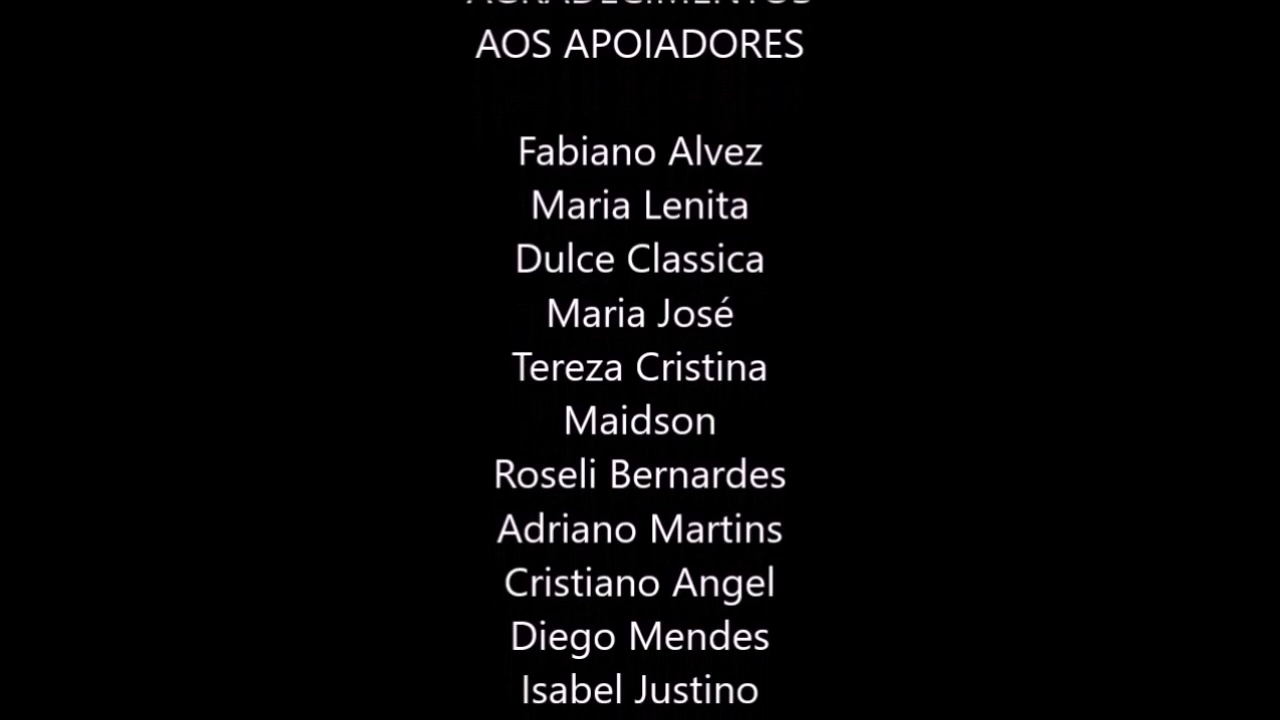 AGRADECIMENTOS
AOS APOIADORES
Fabiano Alvez
Maria Lenita
Dulce Classica
Maria José
Tereza Cristina
Maidson
Roseli Bernardes
Adriano Martins
Cristiano Angel
Diego Mendes
Isabel Justino